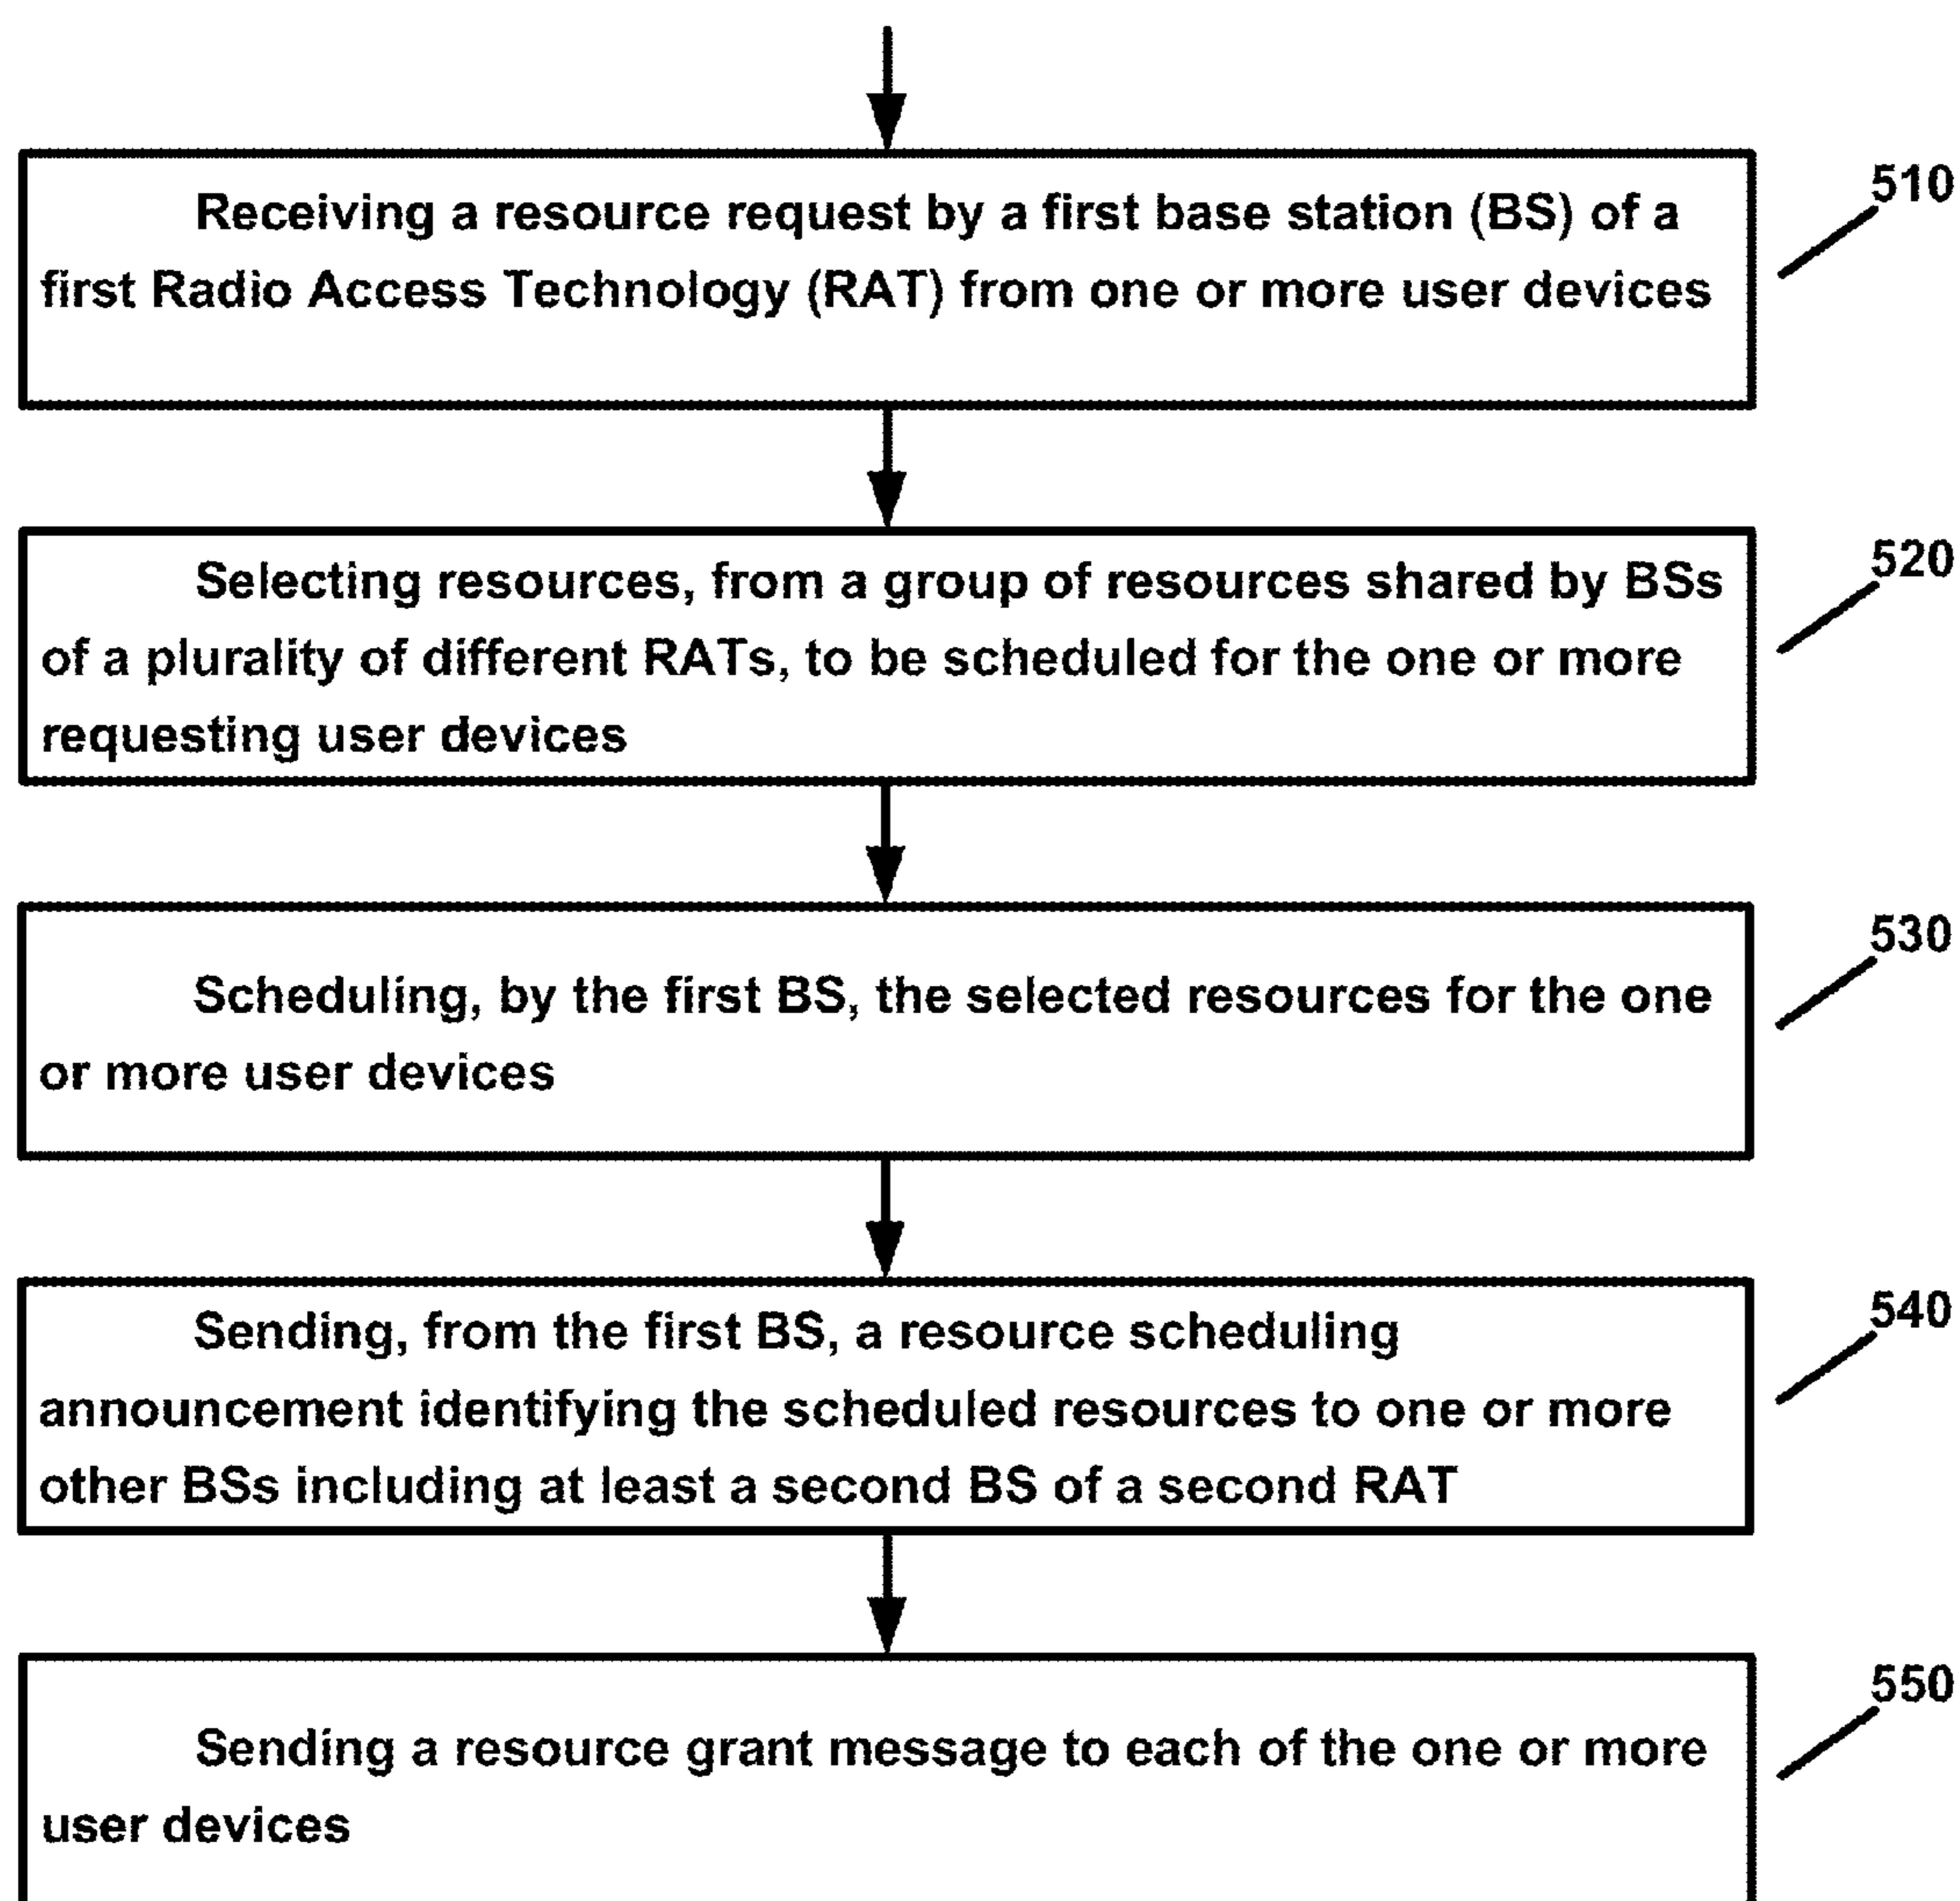 510
Receiving a resource request by a first base station (BS) of a
first Radio Access Technology (RAT) from one or more user devices
520
Selecting resources, from a group of resources shared by BSs
of a plurality of different RATs, to be scheduled for the one or more
requesting user devices
530
Scheduling, by the first BS, the selected resources for the one
or more user devices
540
Sending, from the first BS, a resource scheduling
announcement identifying the scheduled resources to one or more
other BSs including at least a second BS of a second RAT
550
Sending a resource grant message to each of the one or more
user devices